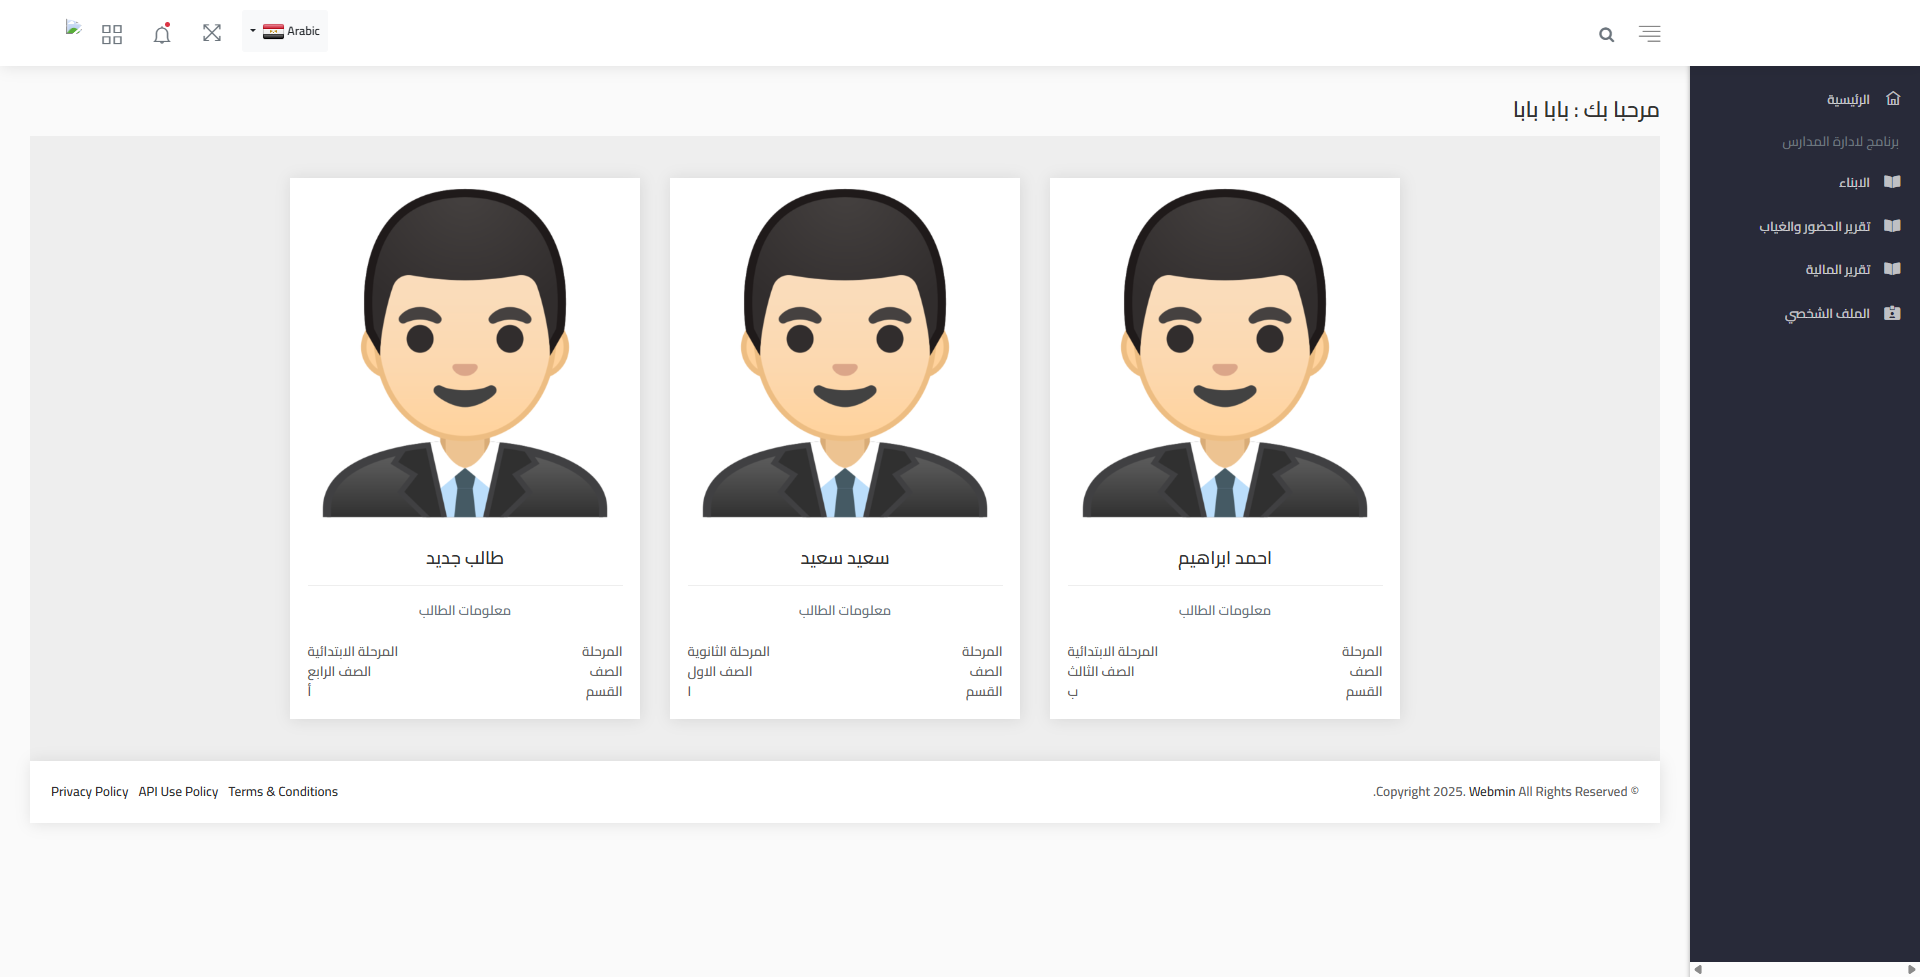 Arabic
الرئيسية
برنامج لادارة المدارس
الابناء
تقرير الحضور والغياب
تقرير المالية
الملف الشخصي
مرحبا بك : بابا بابا
احمد ابراهيم
معلومات الطالب
المرحلة المرحلة الابتدائية
الصف الصف الثالث
القسم ب
سعيد سعيد
معلومات الطالب
المرحلة المرحلة الثانوية
الصف الصف الاول
القسم ا
طالب جديد
معلومات الطالب
المرحلة المرحلة الابتدائية
الصف الصف الرابع
القسم أ
.Copyright 2025. Webmin All Rights Reserved ©
Privacy Policy API Use Policy Terms & Conditions